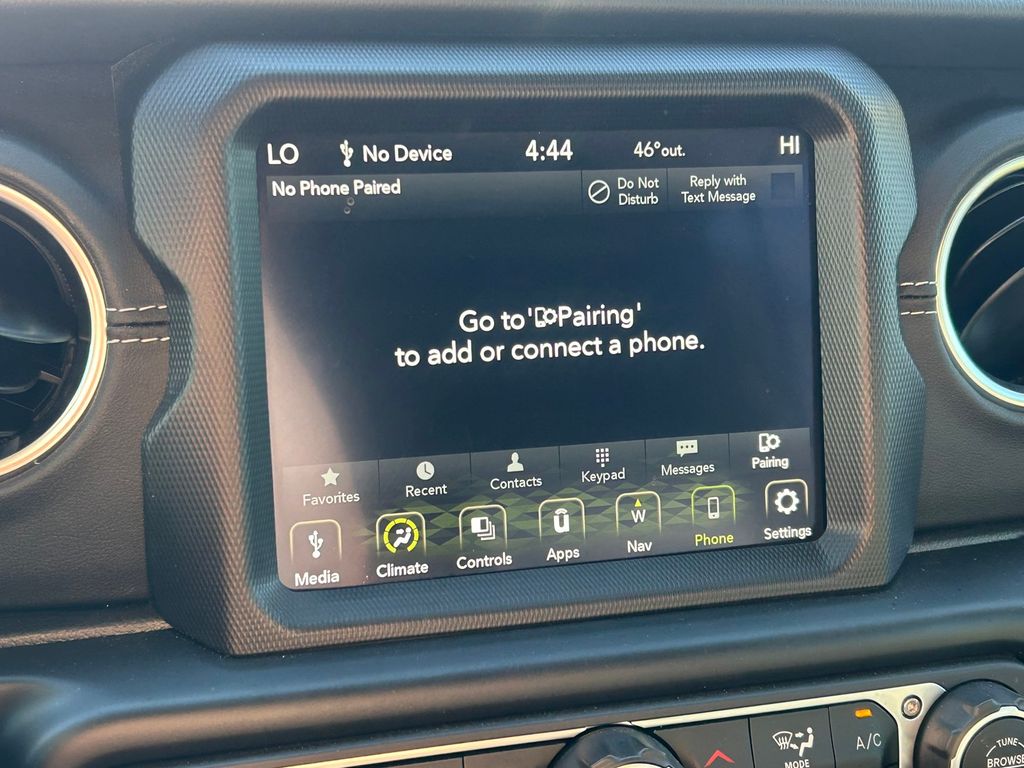 LO No Device 4:44 46°out. HI
No Phone Paired
Do Not
Disturb
Reply with
Text Message
Go to 'Pairing'
to add or connect a phone.
Favorites Recent Contacts Keypad Messages Pairing
W
Media Climate Controls Apps Nav Phone Settings
MODE
A/C
TUNE
BROWSE